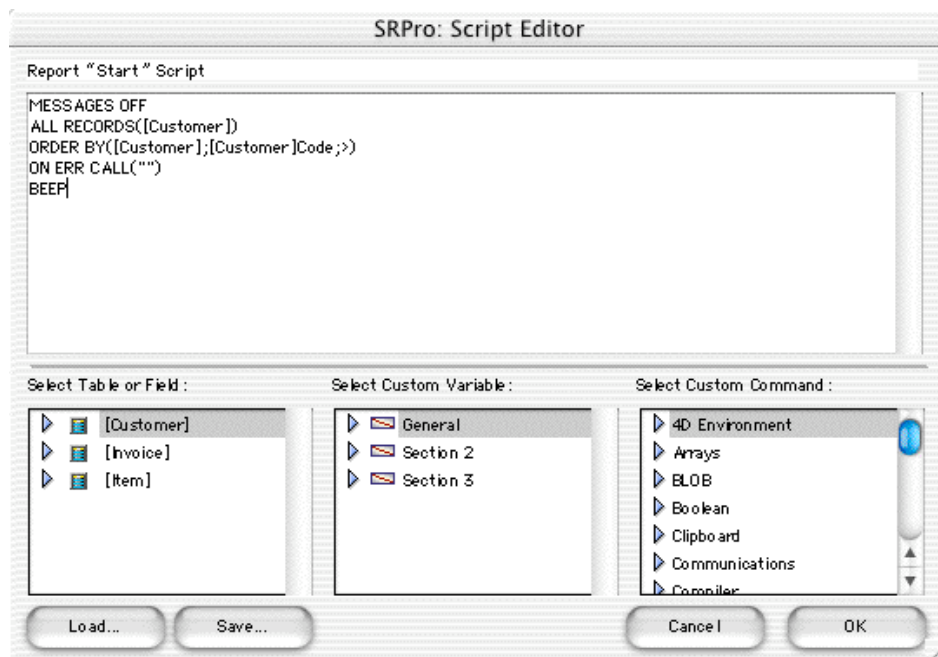 SRPro: Script Editor
Report "Start" Script
MESSAGES OFF
ALL RECORDS([Customer])
ORDER BY([Customer];[Customer]Code;>)
ON ERR CALL("")
BEEP
Select Table or Field:
[Customer]
[Invoice]
[Item]
Select Custom Variable:
General
Section 2
Section 3
Select Custom Command:
4D Environment
Arrays
BLOB
Boolean
Clipboard
Communications
Compiler
Load...
Save...
Cancel
OK